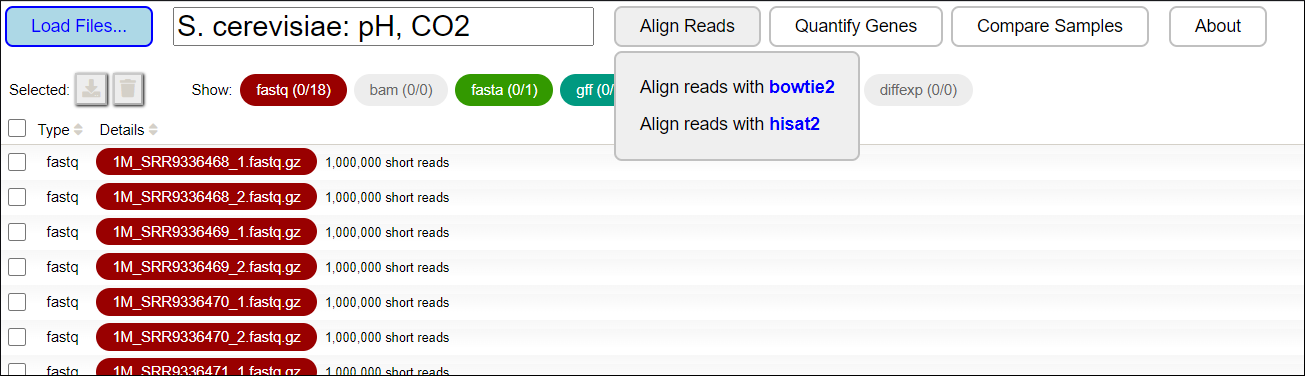 Load Files... S. cerevisiae: pH, CO2 Align Reads Quantify Genes Compare Samples About
Align reads with bowtie2
Align reads with hisat2
Selected: Show: fastq (0/18) bam (0/0) fasta (0/1) gff (0/ diffexp (0/0)
Type Details
fastq 1M_SRR9336468_1.fastq.gz 1,000,000 short reads
fastq 1M_SRR9336468_2.fastq.gz 1,000,000 short reads
fastq 1M_SRR9336469_1.fastq.gz 1,000,000 short reads
fastq 1M_SRR9336469_2.fastq.gz 1,000,000 short reads
fastq 1M_SRR9336470_1.fastq.gz 1,000,000 short reads
fastq 1M_SRR9336470_2.fastq.gz 1,000,000 short reads
fastq 1M_SRR9336471_1.fastq.gz 1,000,000 short reads